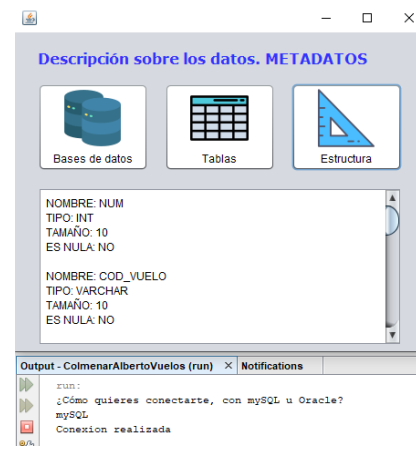 Descripción sobre los datos. METADATOS
Bases de datos
Tablas
Estructura
NOMBRE: NUM
TIPO: INT
TAMAÑO: 10
ES NULA: NO
NOMBRE: COD_VUELO
TIPO: VARCHAR
TAMAÑO: 10
ES NULA: NO
Output - ColmenarAlbertoVuelos (run) × Notifications
run:
¿Cómo quieres conectarte, con mySQL u Oracle?
mySQL
Conexion realizada